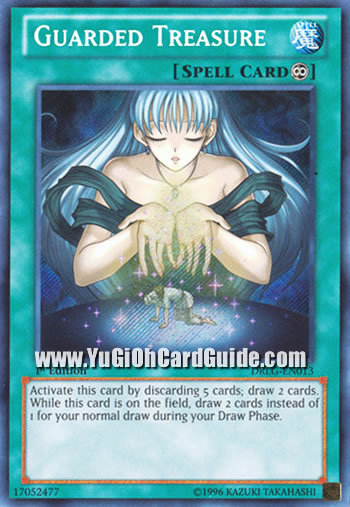 Guarded Treasure
[Spell Card∞]
www.YuGiOhCardGuide.com
1st Edition
DRLG-EN013
Activate this card by discarding 5 cards; draw 2 cards.
While this card is on the field, draw 2 cards instead of
1 for your normal draw during your Draw Phase.
17052477
©1996 KAZUKI TAKAHASHI